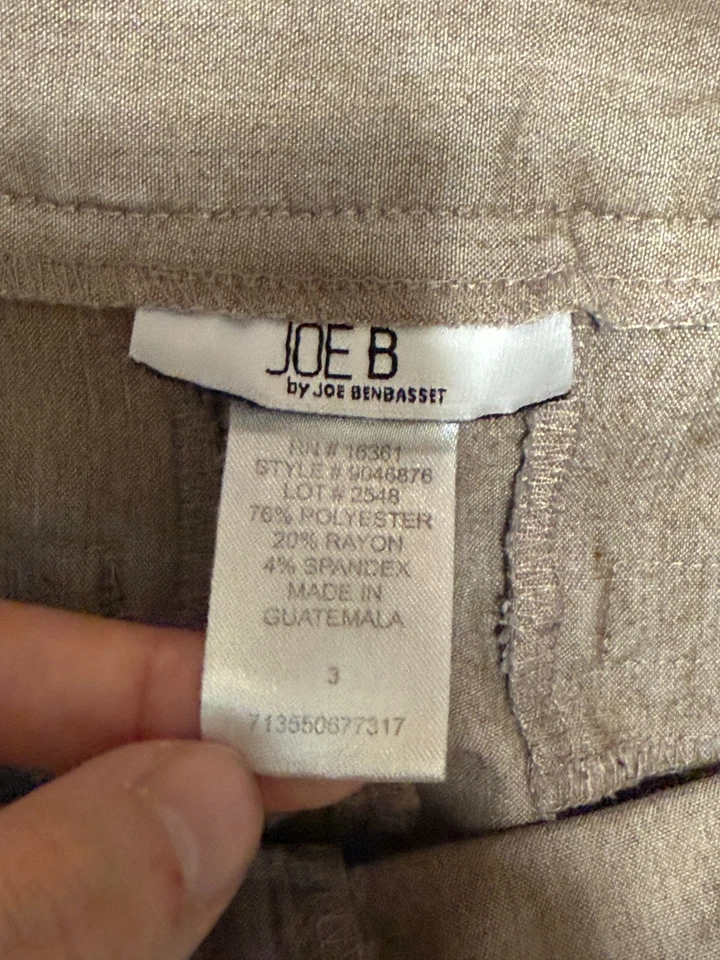 JOE B
by JOE BENBASSET
RN # 16361
STYLE # 9046876
LOT # 2548
76% POLYESTER
20% RAYON
4% SPANDEX
MADE IN
GUATEMALA
3
713550677317